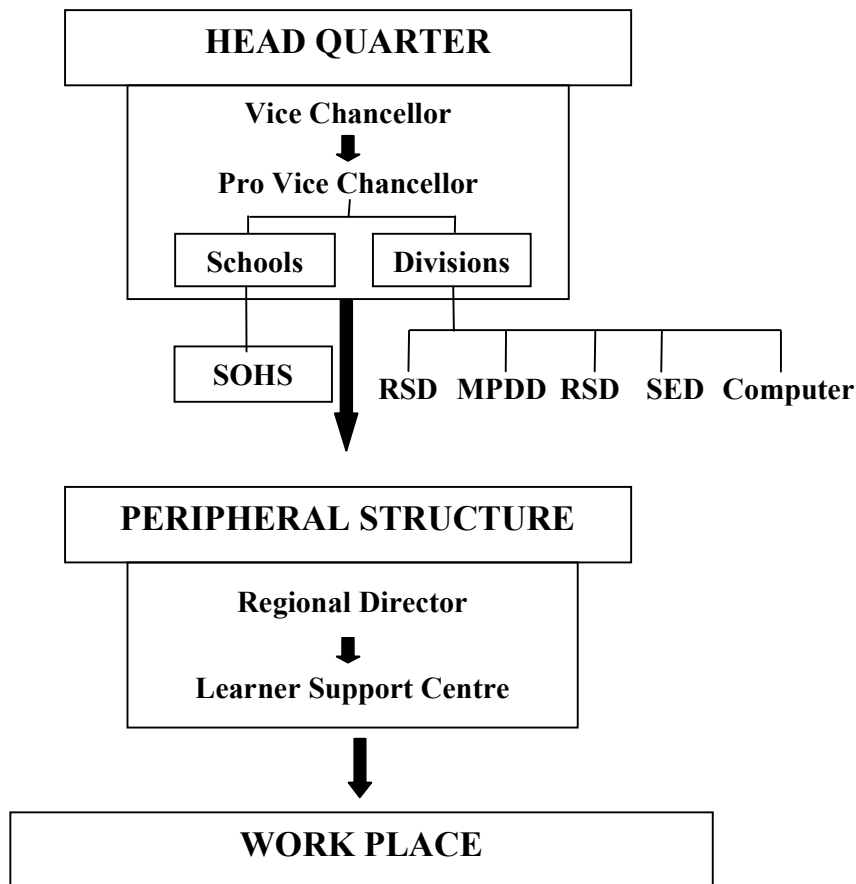 HEAD QUARTER
Vice Chancellor
Pro Vice Chancellor
Schools Divisions
SOHS
RSD MPDD RSD SED Computer
PERIPHERAL STRUCTURE
Regional Director
Learner Support Centre
WORK PLACE